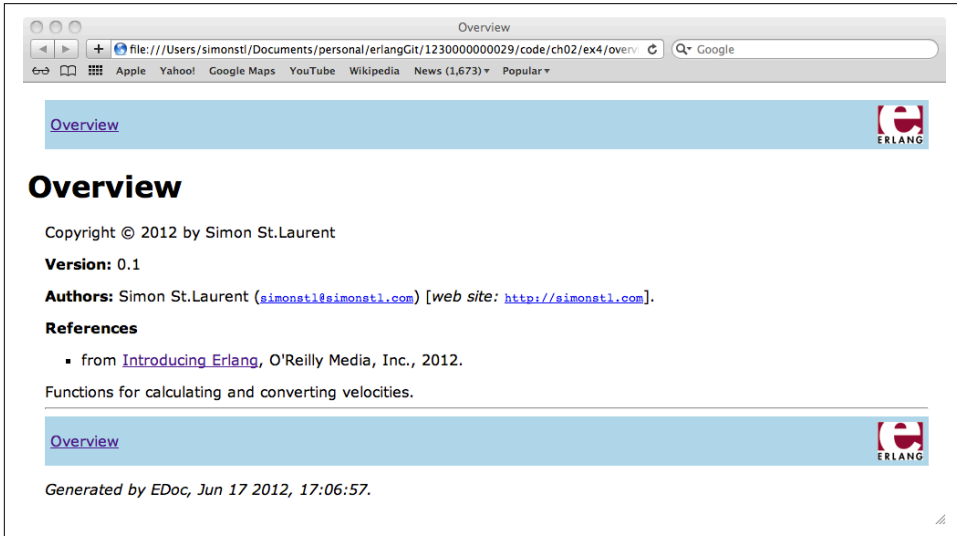 Overview
file:///Users/simonstl/Documents/personal/erlangGit/1230000000029/code/ch02/ex4/overvi
Google
Apple Yahoo! Google Maps YouTube Wikipedia News (1,673) Popular
Overview
ERLANG
Overview
Copyright © 2012 by Simon St.Laurent
Version: 0.1
Authors: Simon St.Laurent (simonstl@simonstl.com) [web site: http://simonstl.com].
References
▪ from Introducing Erlang, O'Reilly Media, Inc., 2012.
Functions for calculating and converting velocities.
Overview
ERLANG
Generated by EDoc, Jun 17 2012, 17:06:57.